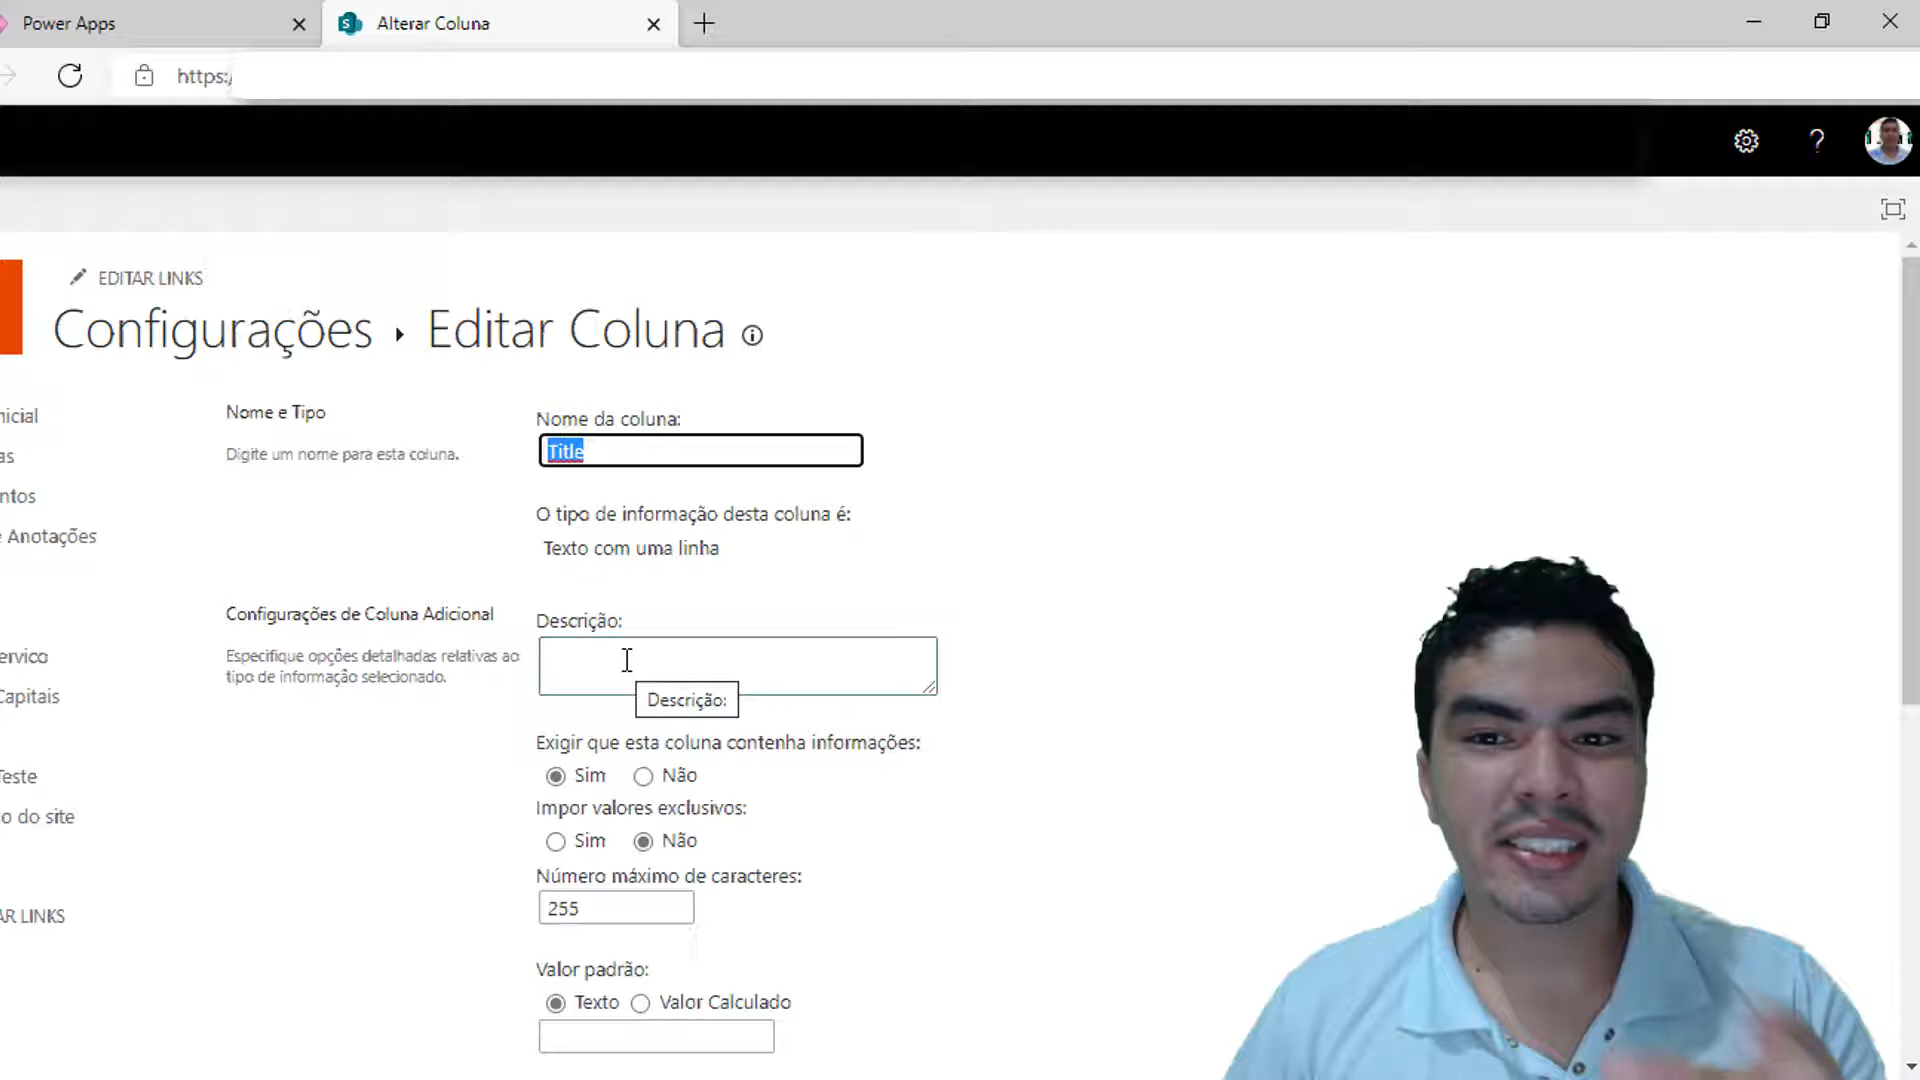 Power Apps
Alterar Coluna
https:/
EDITAR LINKS
Configurações ▸ Editar Coluna
nicial
as
ntos
e Anotações
ervico
Capitais
Teste
o do site
AR LINKS
Nome e Tipo
Digite um nome para esta coluna.
Nome da coluna:
Title
O tipo de informação desta coluna é:
Texto com uma linha
Configurações de Coluna Adicional
Especifique opções detalhadas relativas ao
tipo de informação selecionado.
Descrição:
Descrição:
Exigir que esta coluna contenha informações:
Sim Não
Impor valores exclusivos:
Sim Não
Número máximo de caracteres:
255
Valor padrão:
Texto Valor Calculado